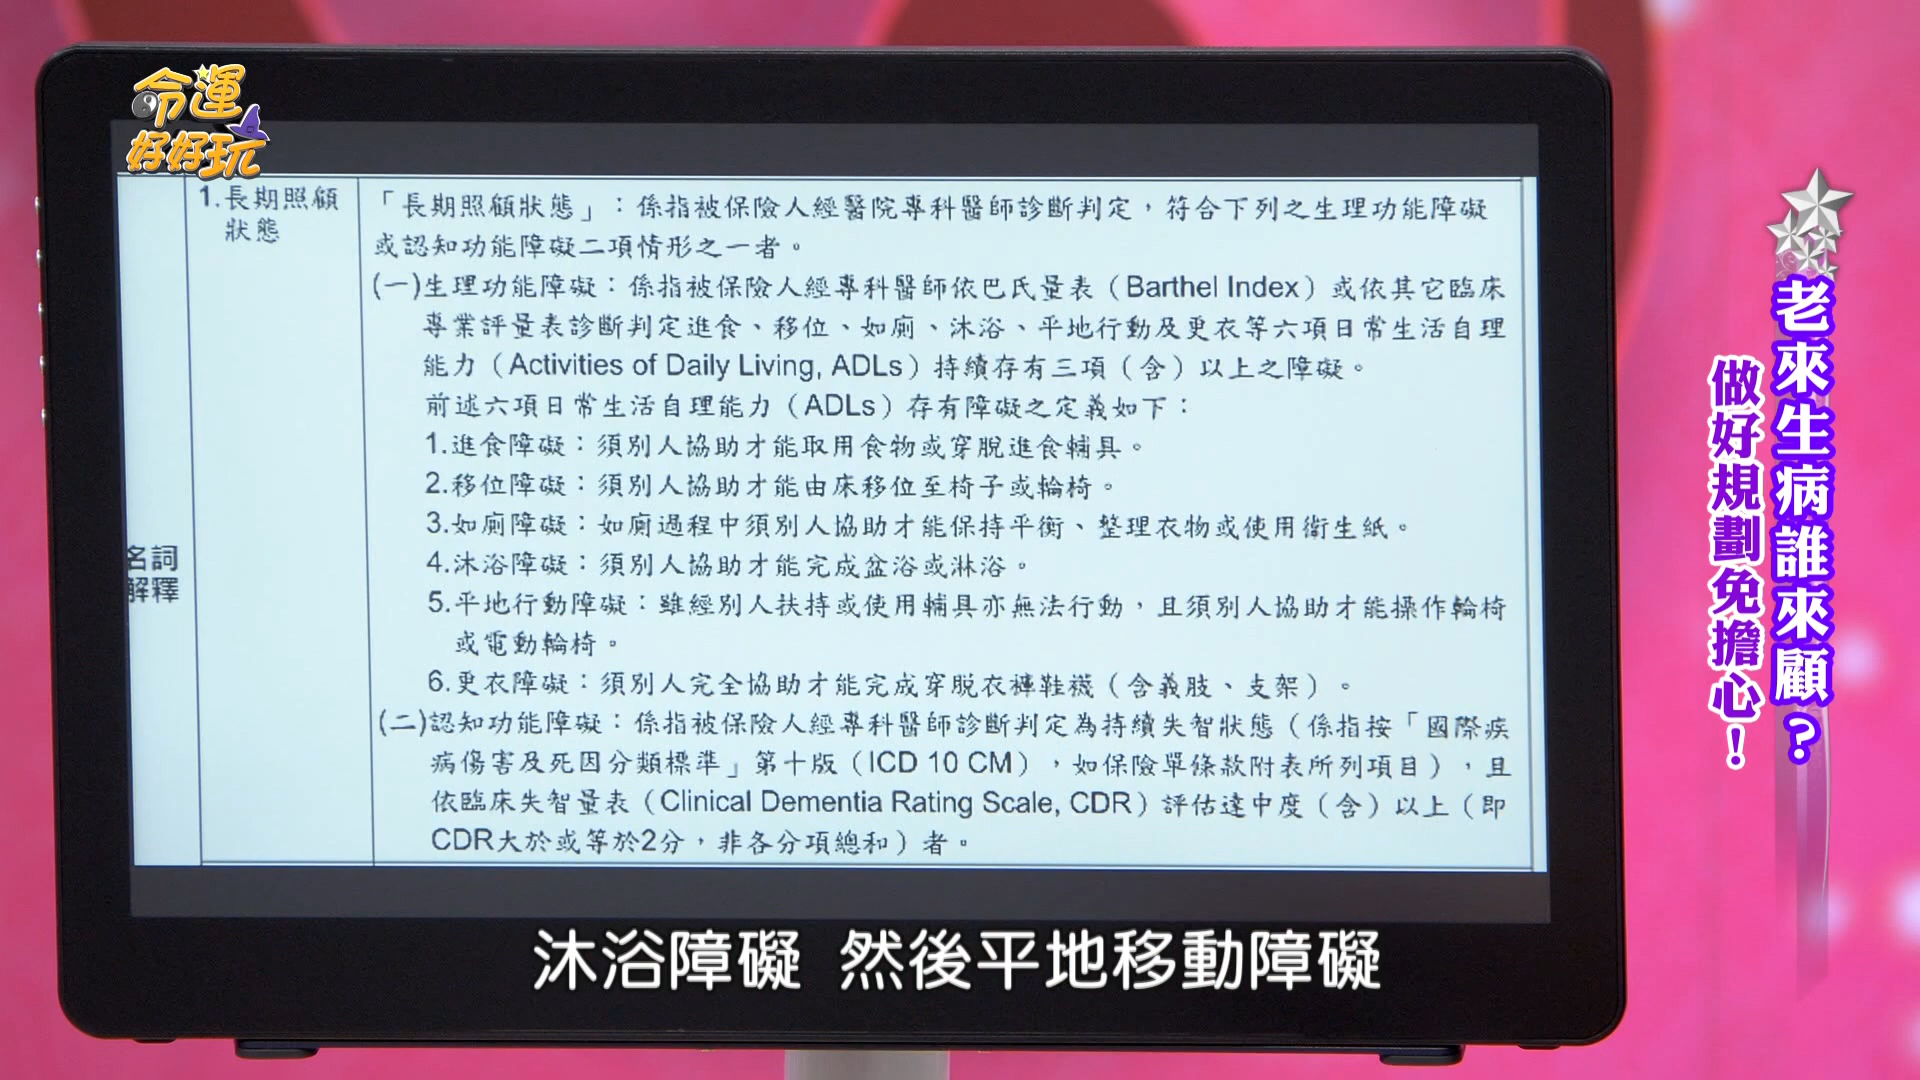 命運
好好玩
1.長期照顧
狀態
「長期照顧狀態」：係指被保險人經醫院專科醫師診斷判定，符合下列之生理功能障礙
或認知功能障礙二項情形之一者。
(一)生理功能障礙：係指被保險人經專科醫師依巴氏量表（Barthel Index）或依其它臨床
專業評量表診斷判定進食、移位、如廁、沐浴、平地行動及更衣等六項日常生活自理
能力（Activities of Daily Living, ADLs）持續存有三項（含）以上之障礙。
前述六項日常生活自理能力（ADLs）存有障礙之定義如下：
1.進食障礙：須別人協助才能取用食物或穿脫進食輔具。
2.移位障礙：須別人協助才能由床移位至椅子或輪椅。
3.如廁障礙：如廁過程中須別人協助才能保持平衡、整理衣物或使用衛生紙。
4.沐浴障礙：須別人協助才能完成盆浴或淋浴。
5.平地行動障礙：雖經別人扶持或使用輔具亦無法行動，且須別人協助才能操作輪椅
或電動輪椅。
6.更衣障礙：須別人完全協助才能完成穿脫衣褲鞋襪（含義肢、支架）。
(二)認知功能障礙：係指被保險人經專科醫師診斷判定為持續失智狀態（係指按「國際疾
病傷害及死因分類標準」第十版（ICD 10 CM），如保險單條款附表所列項目），且
依臨床失智量表（Clinical Dementia Rating Scale, CDR）評估達中度（含）以上（即
CDR大於或等於2分，非各分項總和）者。
名詞
解釋
老來生病誰來顧？
做好規劃免擔心！
沐浴障礙 然後平地移動障礙